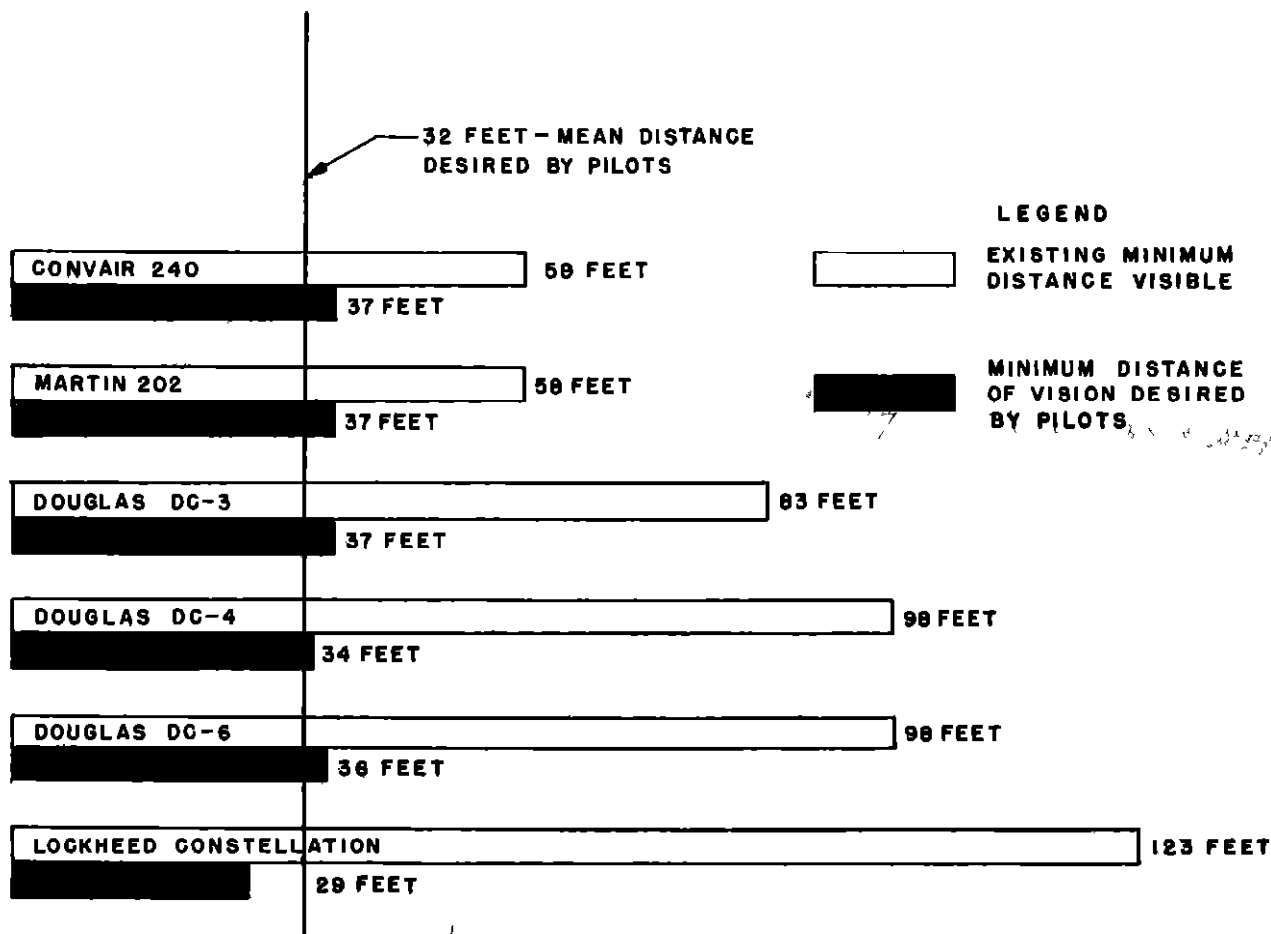 32 FEET – MEAN DISTANCE
DESIRED BY PILOTS
LEGEND
EXISTING MINIMUM
DISTANCE VISIBLE
MINIMUM DISTANCE
OF VISION DESIRED
BY PILOTS
CONVAIR 240
58 FEET
37 FEET
MARTIN 202
58 FEET
37 FEET
DOUGLAS DC-3
83 FEET
37 FEET
DOUGLAS DC-4
98 FEET
34 FEET
DOUGLAS DC-6
98 FEET
36 FEET
LOCKHEED CONSTELLATION
123 FEET
29 FEET